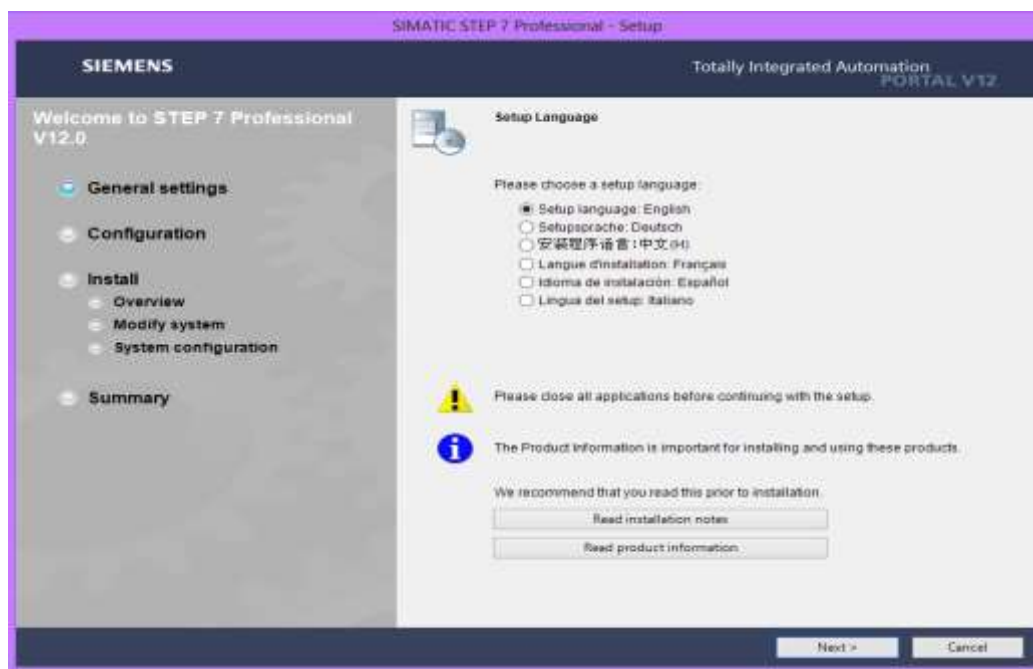 SIMATIC STEP 7 Professional - Setup
SIEMENS
Totally Integrated Automation
PORTAL V12
Welcome to STEP 7 Professional
V12.0
General settings
Configuration
Install
Overview
Modify system
System configuration
Summary
Setup Language
Please choose a setup language:
Setup language: English
Setupsprache: Deutsch
安装程序语言:中文(H)
Langue d'installation: Français
Idioma de instalación: Español
Lingua del setup: Italiano
Please close all applications before continuing with the setup.
The Product Information is important for installing and using these products.
We recommend that you read this prior to installation.
Read installation notes
Read product information
Next >
Cancel